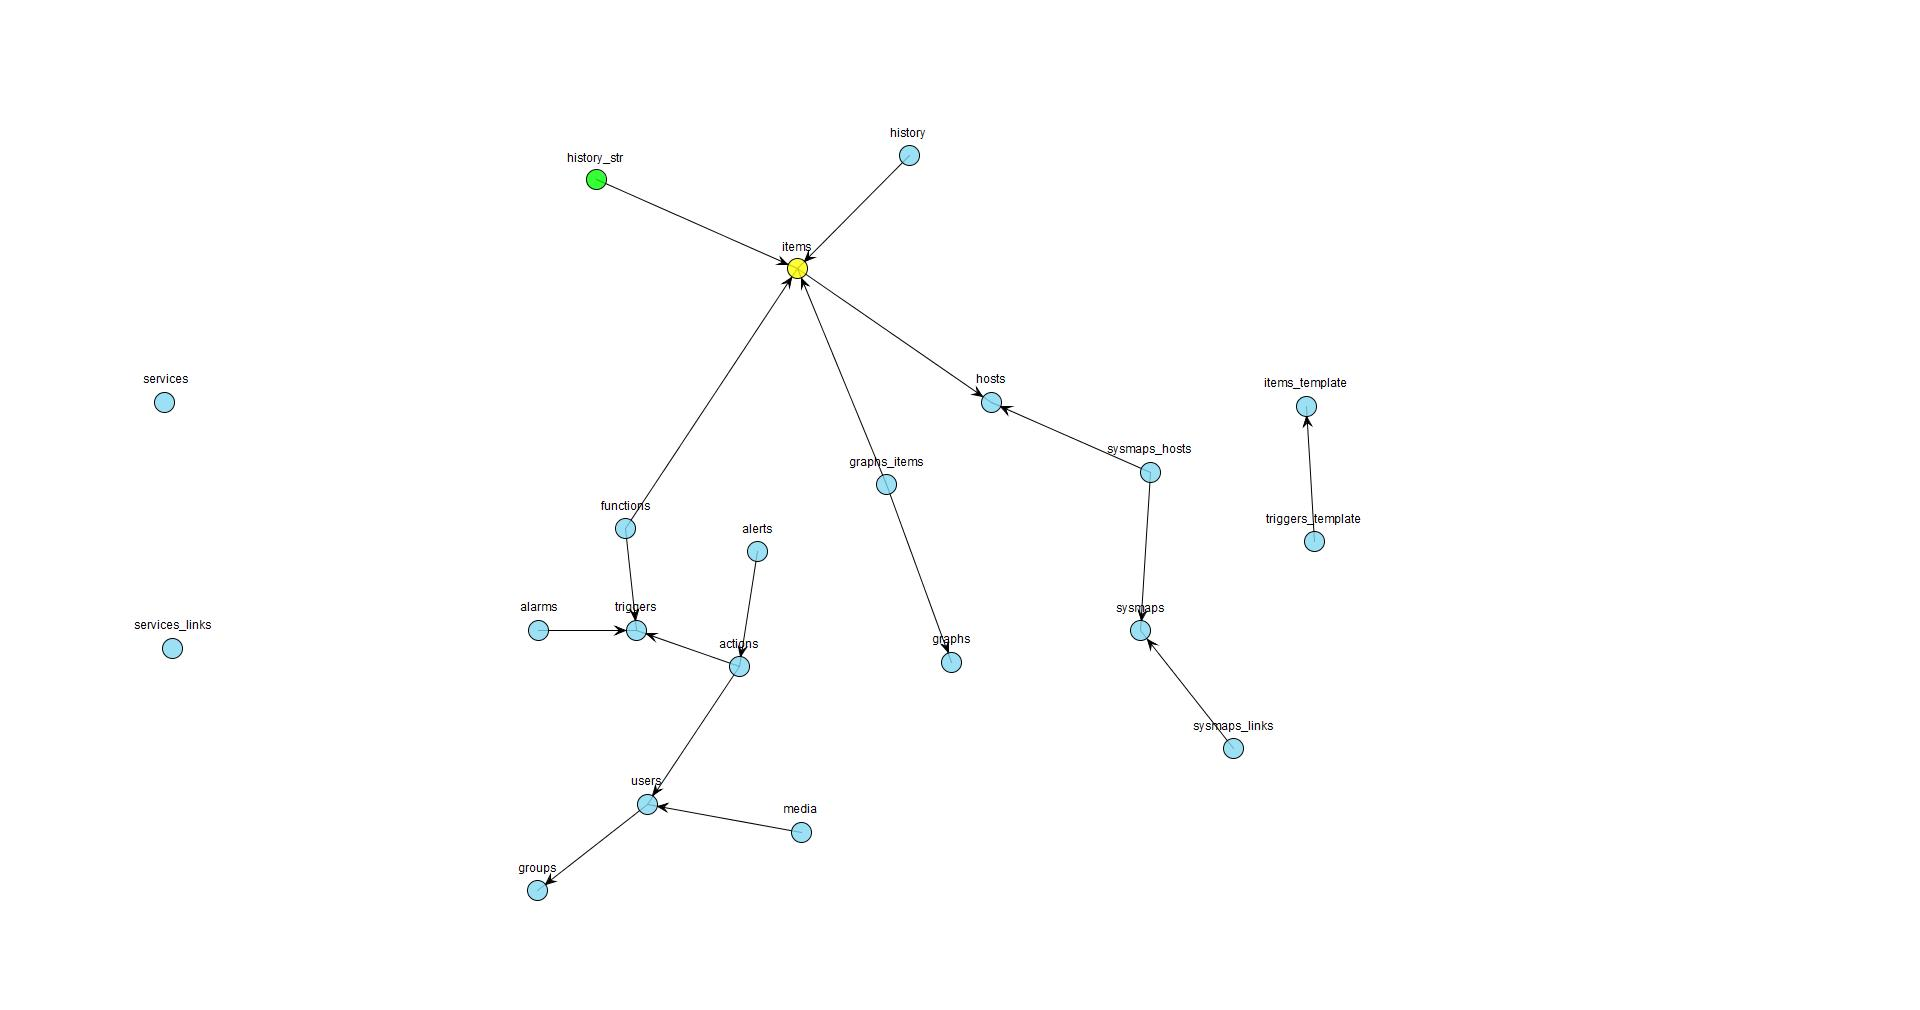 history
history_str
items
services
hosts
items_template
sysmaps_hosts
graphs_items
functions
triggers_template
alerts
alarms
triggers
sysmaps
services_links
graphs
actions
sysmaps_links
users
media
groups